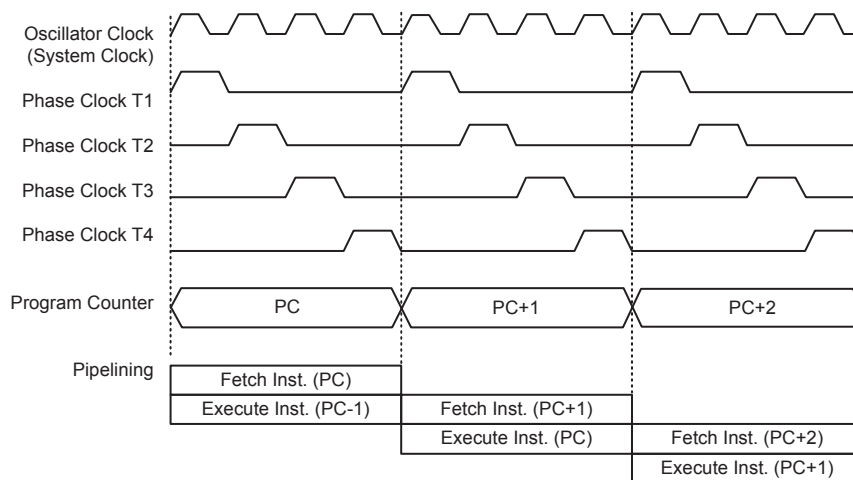 Oscillator Clock
(System Clock)
Phase Clock T1
Phase Clock T2
Phase Clock T3
Phase Clock T4
Program Counter
PC
PC+1
PC+2
Pipelining
Fetch Inst. (PC)
Execute Inst. (PC-1)
Fetch Inst. (PC+1)
Execute Inst. (PC)
Fetch Inst. (PC+2)
Execute Inst. (PC+1)